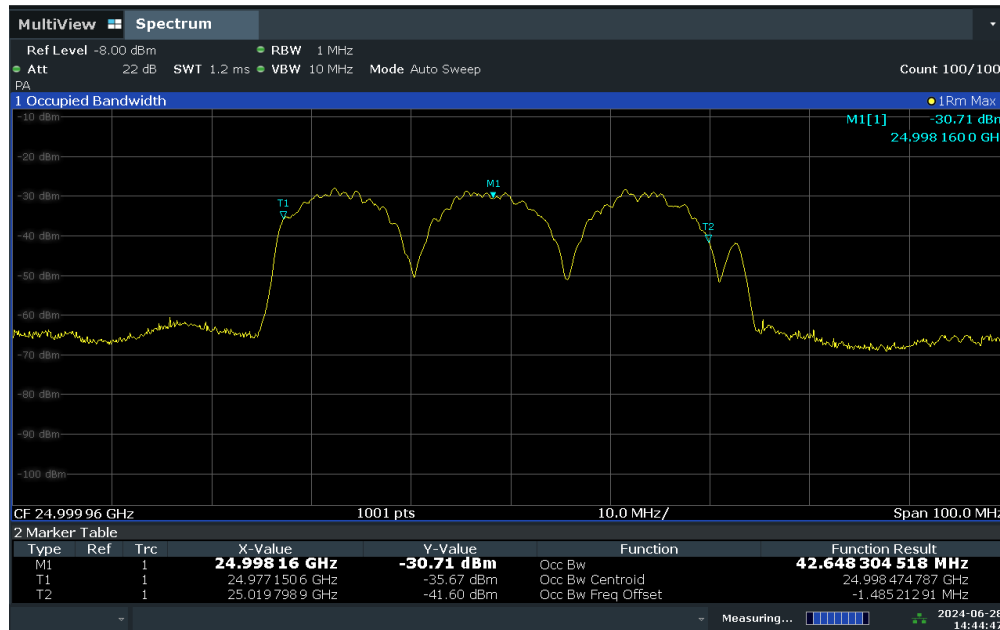 MultiView Spectrum
Ref Level -8.00 dBm RBW 1 MHz
Att 22 dB SWT 1.2 ms VBW 10 MHz Mode Auto Sweep Count 100/100
PA
1 Occupied Bandwidth 1Rm Max
-10 dBm
M1[1] -30.71 dBm
24.998 160 0 GH
-20 dBm
M1
-30 dBm
T1
T2
-40 dBm
-50 dBm
-60 dBm
-70 dBm
-80 dBm
-90 dBm
-100 dBm
CF 24.999 96 GHz 1001 pts 10.0 MHz/ Span 100.0 MHz
2 Marker Table
Type Ref Trc X-Value Y-Value Function Function Result
M1 1 24.998 16 GHz -30.71 dBm Occ Bw 42.648 304 518 MHz
T1 1 24.977 150 6 GHz -35.67 dBm Occ Bw Centroid 24.998 474 787 GHz
T2 1 25.019 798 9 GHz -41.60 dBm Occ Bw Freq Offset -1.485 212 91 MHz
Measuring... 2024-06-28
14:44:47